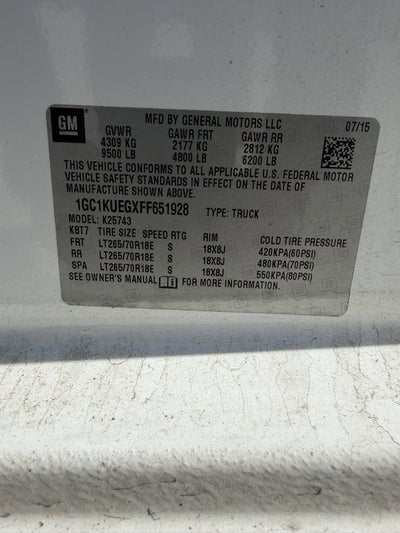 GM
MFD BY GENERAL MOTORS LLC 07/15
GVWR GAWR FRT GAWR RR
4309 KG 2177 KG 2812 KG
9500 LB 4800 LB 6200 LB
THIS VEHICLE CONFORMS TO ALL APPLICABLE U.S. FEDERAL MOTOR
VEHICLE SAFETY STANDARDS IN EFFECT ON THE DATE OF
MANUFACTURE SHOWN ABOVE.
1GC1KUEGXFF651928 TYPE: TRUCK
MODEL: K25743
KBT7 TIRE SIZE SPEED RTG RIM COLD TIRE PRESSURE
FRT LT265/70R18E S 18X8J 420KPA(60PSI)
RR LT265/70R18E S 18X8J 480KPA(70PSI)
SPA LT265/70R18E S 18X8J 550KPA(80PSI)
SEE OWNER'S MANUAL FOR MORE INFORMATION.